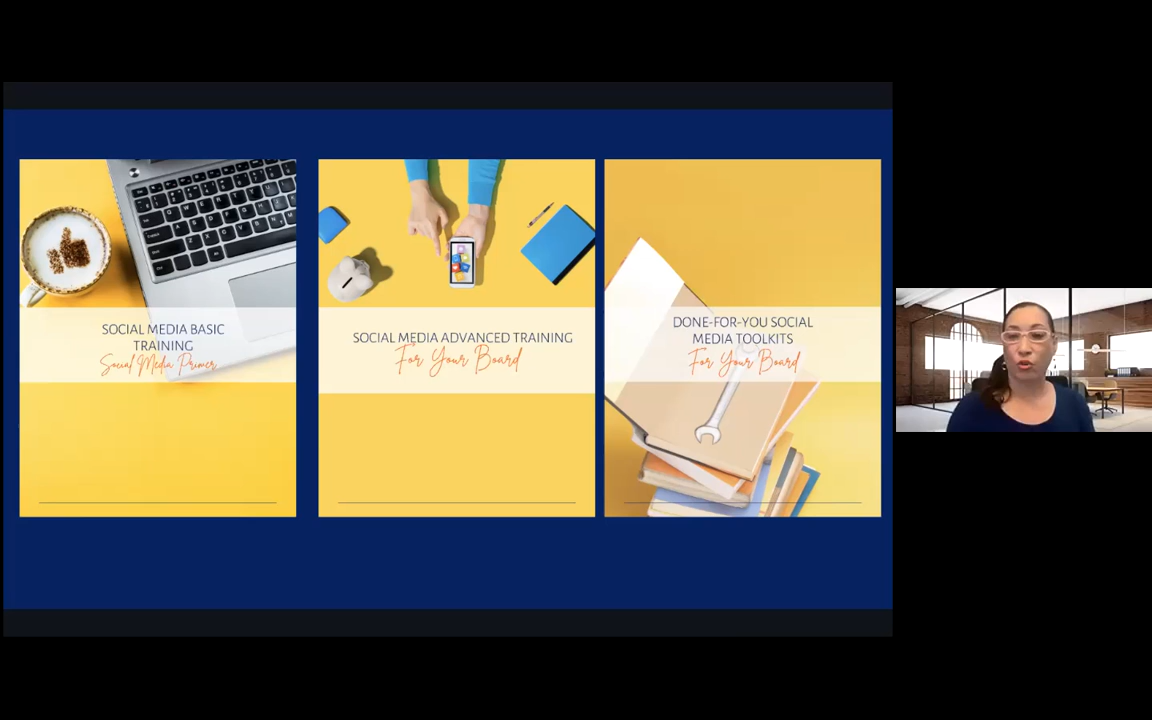 SOCIAL MEDIA BASIC
TRAINING
Social Media Primer
SOCIAL MEDIA ADVANCED TRAINING
For Your Board
DONE-FOR-YOU SOCIAL
MEDIA TOOLKITS
For Your Board